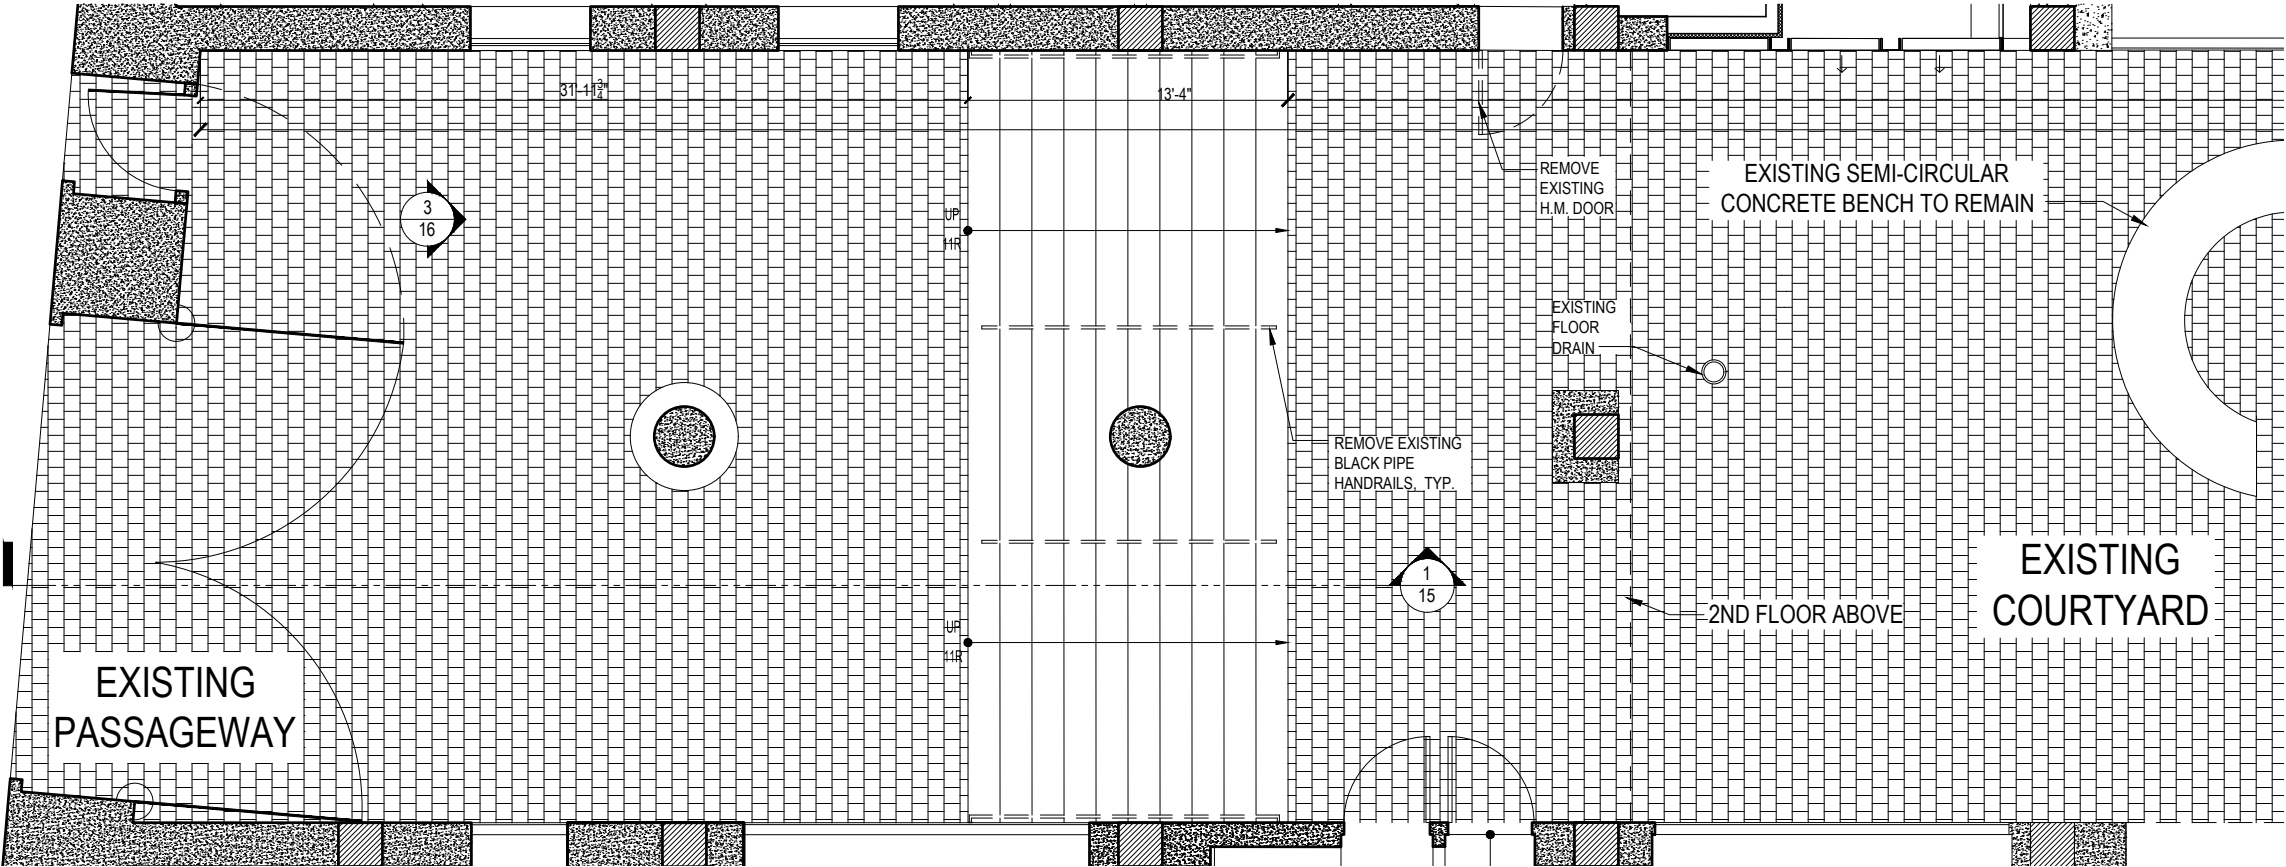 31'-11 3/4"
13'-4"
REMOVE
EXISTING
H.M. DOOR
EXISTING SEMI-CIRCULAR
CONCRETE BENCH TO REMAIN
3
16
UP
11R
EXISTING
FLOOR
DRAIN
REMOVE EXISTING
BLACK PIPE
HANDRAILS, TYP.
1
15
EXISTING
COURTYARD
2ND FLOOR ABOVE
UP
11R
EXISTING
PASSAGEWAY